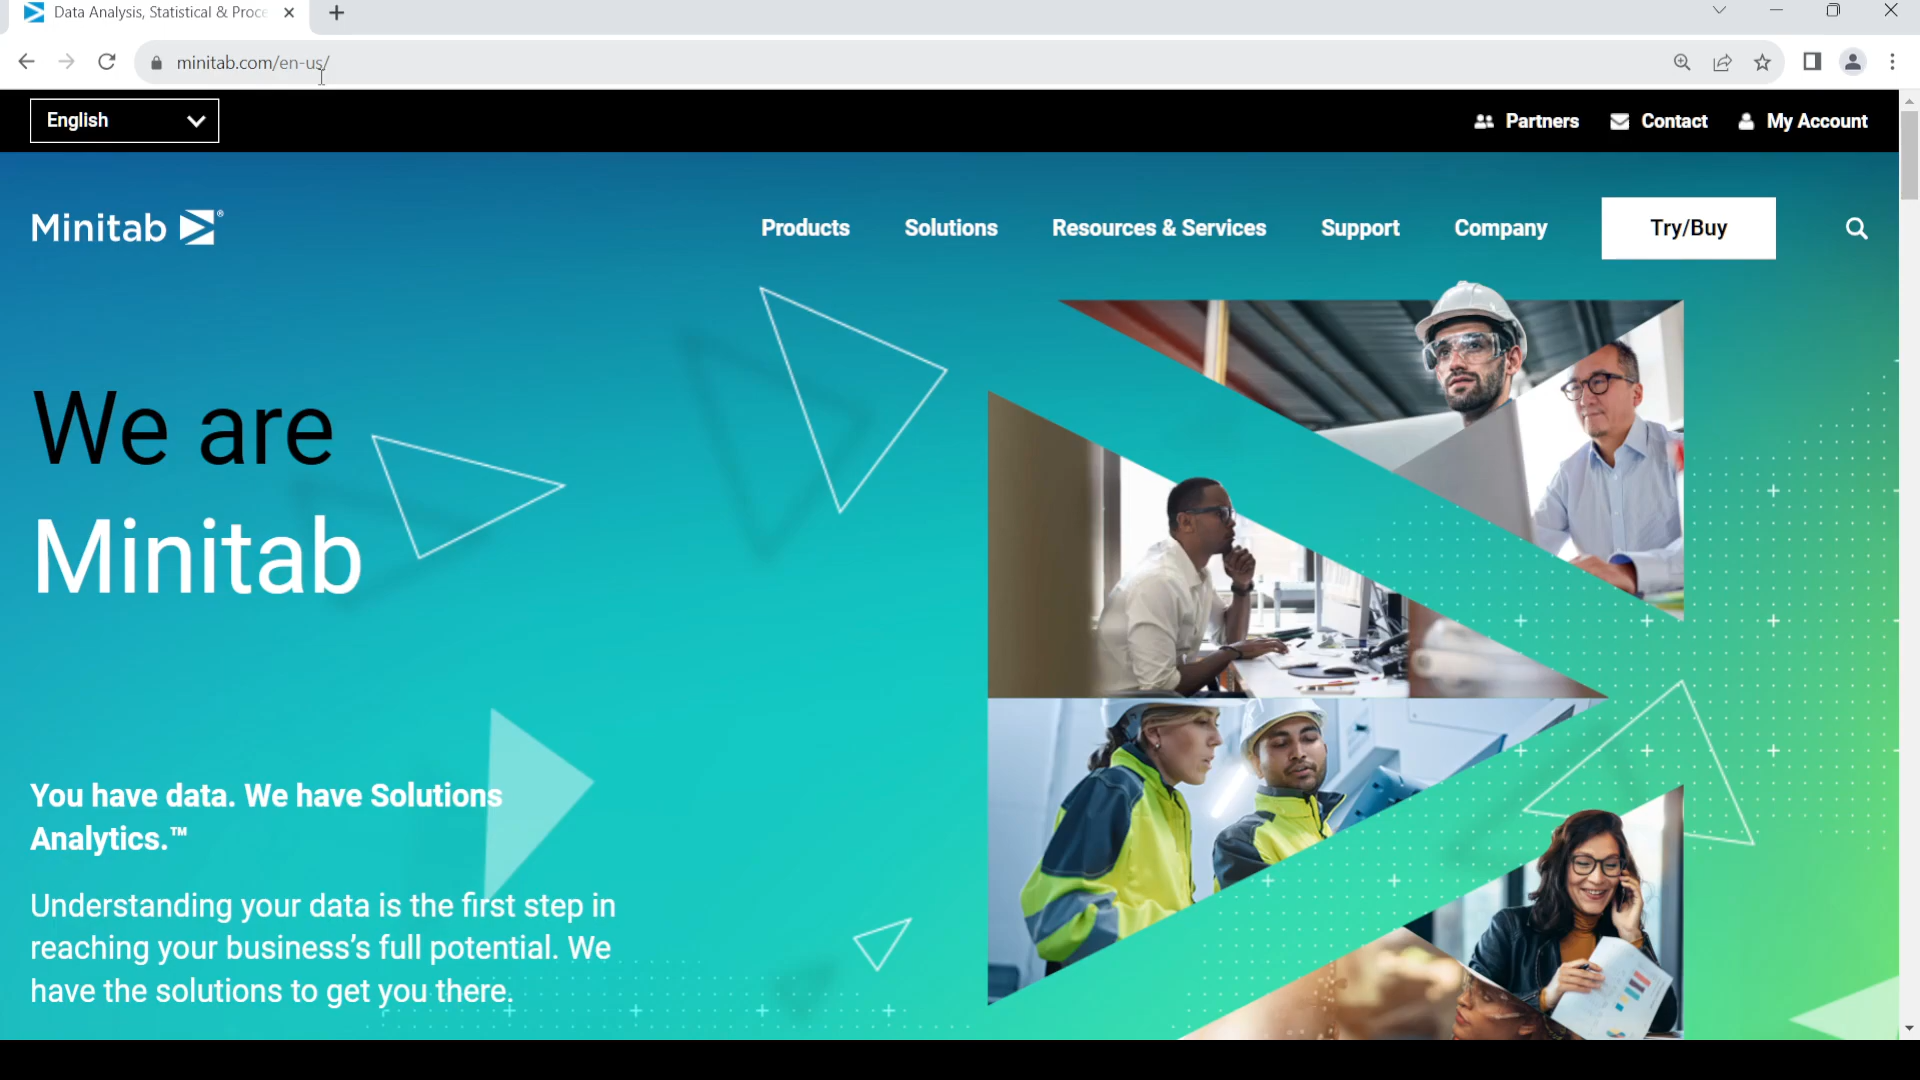 Data Analysis, Statistical & Proce
minitab.com/en-us/
English
Partners
Contact
My Account
Minitab
Products
Solutions
Resources & Services
Support
Company
Try/Buy
We are
Minitab
You have data. We have Solutions
Analytics.™
Understanding your data is the first step in
reaching your business’s full potential. We
have the solutions to get you there.